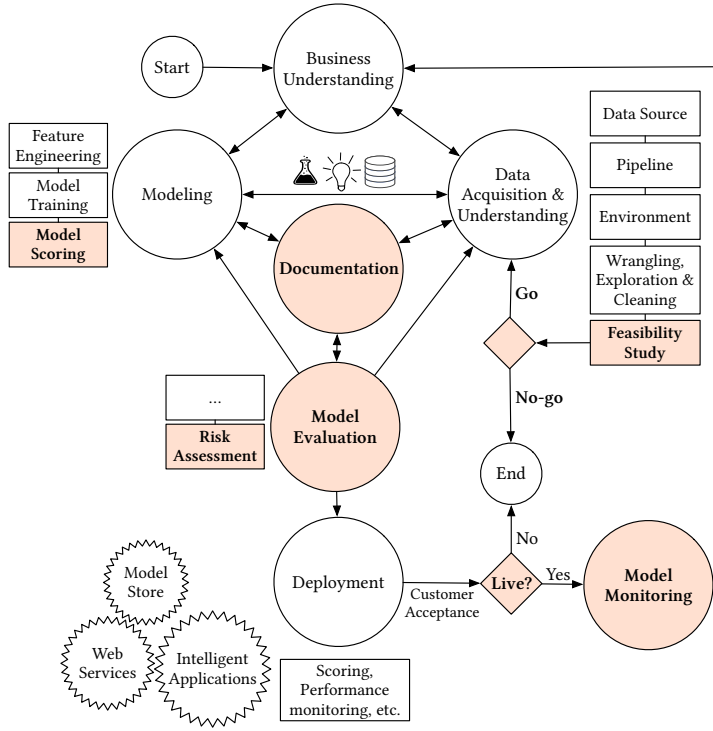 Start
Business
Understanding
Feature
Engineering
Model
Training
Model
Scoring
Modeling
Data
Acquisition &
Understanding
Data Source
Pipeline
Environment
Wrangling,
Exploration &
Cleaning
Feasibility
Study
Documentation
Go
No-go
...
Risk
Assessment
Model
Evaluation
End
No
Deployment
Customer
Acceptance
Live?
Yes
Model
Monitoring
Model
Store
Web
Services
Intelligent
Applications
Scoring,
Performance
monitoring, etc.